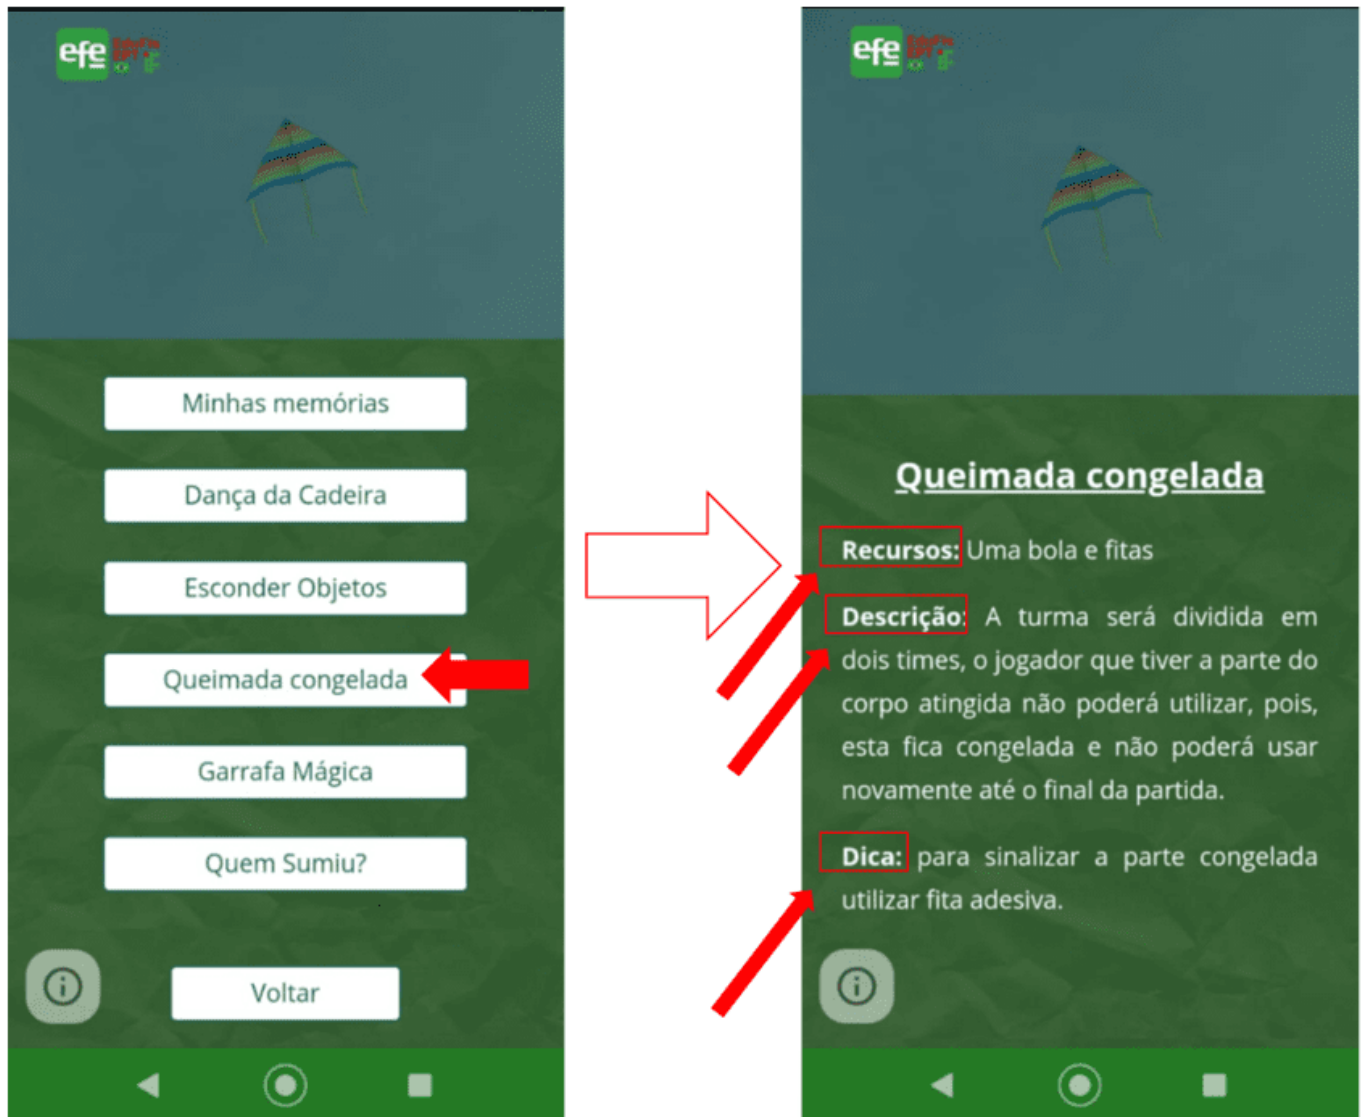 efe
Minhas memórias
Dança da Cadeira
Esconder Objetos
Queimada congelada
Garrafa Mágica
Quem Sumiu?
Voltar
efe
Queimada congelada
Recursos: Uma bola e fitas
Descrição: A turma será dividida em
dois times, o jogador que tiver a parte do
corpo atingida não poderá utilizar, pois,
esta fica congelada e não poderá usar
novamente até o final da partida.
Dica: para sinalizar a parte congelada
utilizar fita adesiva.